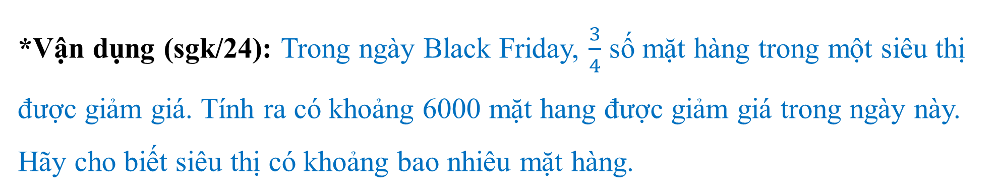 *Vận dụng (sgk/24): Trong ngày Black Friday, 3/4 số mặt hàng trong một siêu thị
được giảm giá. Tính ra có khoảng 6000 mặt hang được giảm giá trong ngày này.
Hãy cho biết siêu thị có khoảng bao nhiêu mặt hàng.